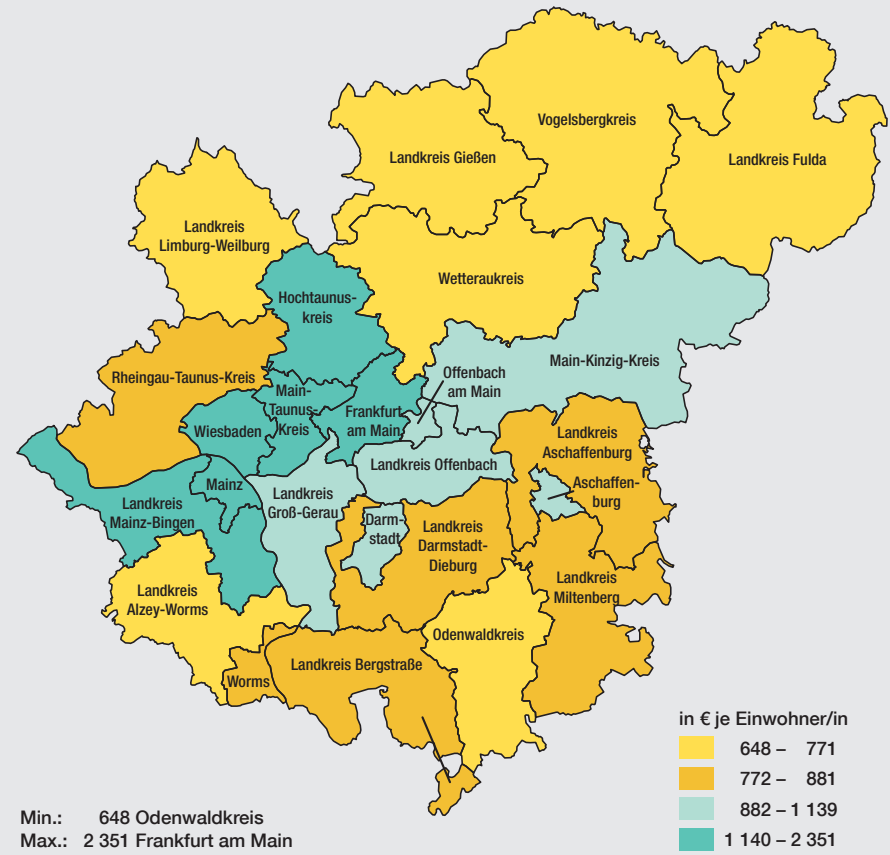 Vogelsbergkreis
Landkreis Gießen
Landkreis Fulda
Landkreis
Limburg-Weilburg
Wetteraukreis
Hochtaunus-
kreis
Main-Kinzig-Kreis
Offenbach
am Main
Rheingau-Taunus-Kreis
Main-
Taunus-
Kreis
Frankfurt
am Main
Wiesbaden
Landkreis
Aschaffenburg
Landkreis Offenbach
Aschaffen-
burg
Mainz
Landkreis
Groß-Gerau
Landkreis
Mainz-Bingen
Darm-
stadt
Landkreis
Darmstadt-
Dieburg
Landkreis
Miltenberg
Landkreis
Alzey-Worms
Odenwaldkreis
Landkreis Bergstraße
Worms
in € je Einwohner/in
648 – 771
772 – 881
882 – 1 139
1 140 – 2 351
Min.: 648 Odenwaldkreis
Max.: 2 351 Frankfurt am Main